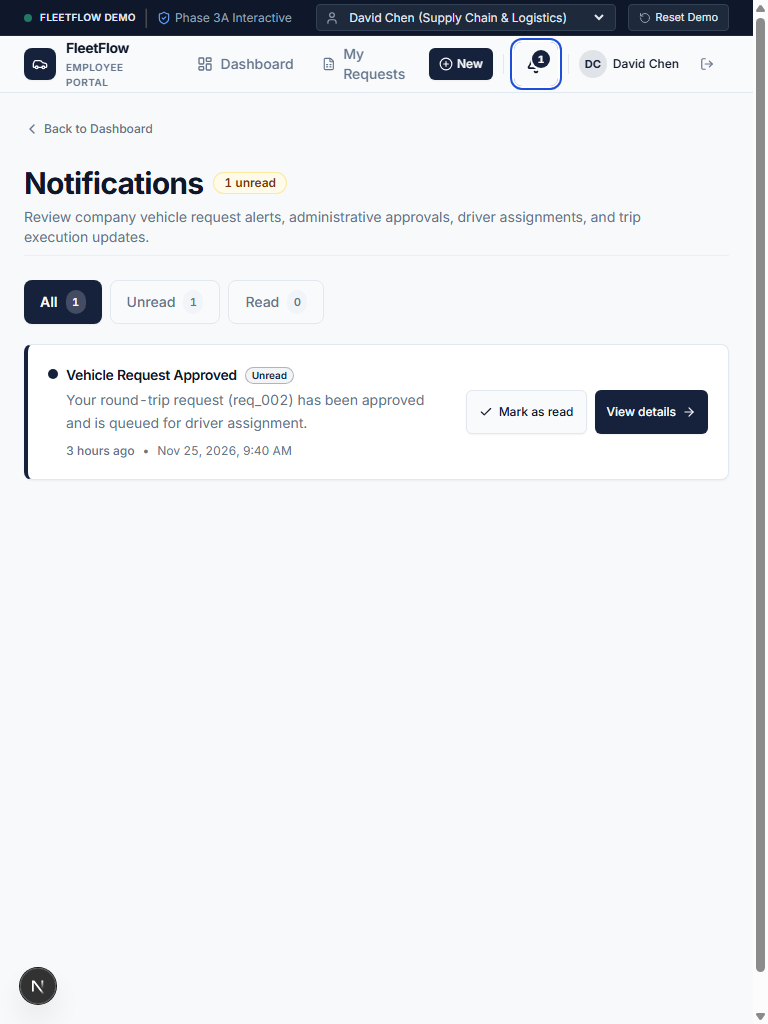 FLEETFLOW DEMO
Phase 3A Interactive
David Chen (Supply Chain & Logistics)
Reset Demo
FleetFlow
EMPLOYEE
PORTAL
Dashboard
My
Requests
New
1
DC
David Chen
Back to Dashboard
Notifications
1 unread
Review company vehicle request alerts, administrative approvals, driver assignments, and trip
execution updates.
All 1
Unread 1
Read 0
Vehicle Request Approved
Unread
Your round-trip request (req_002) has been approved
and is queued for driver assignment.
3 hours ago • Nov 25, 2026, 9:40 AM
Mark as read
View details
N